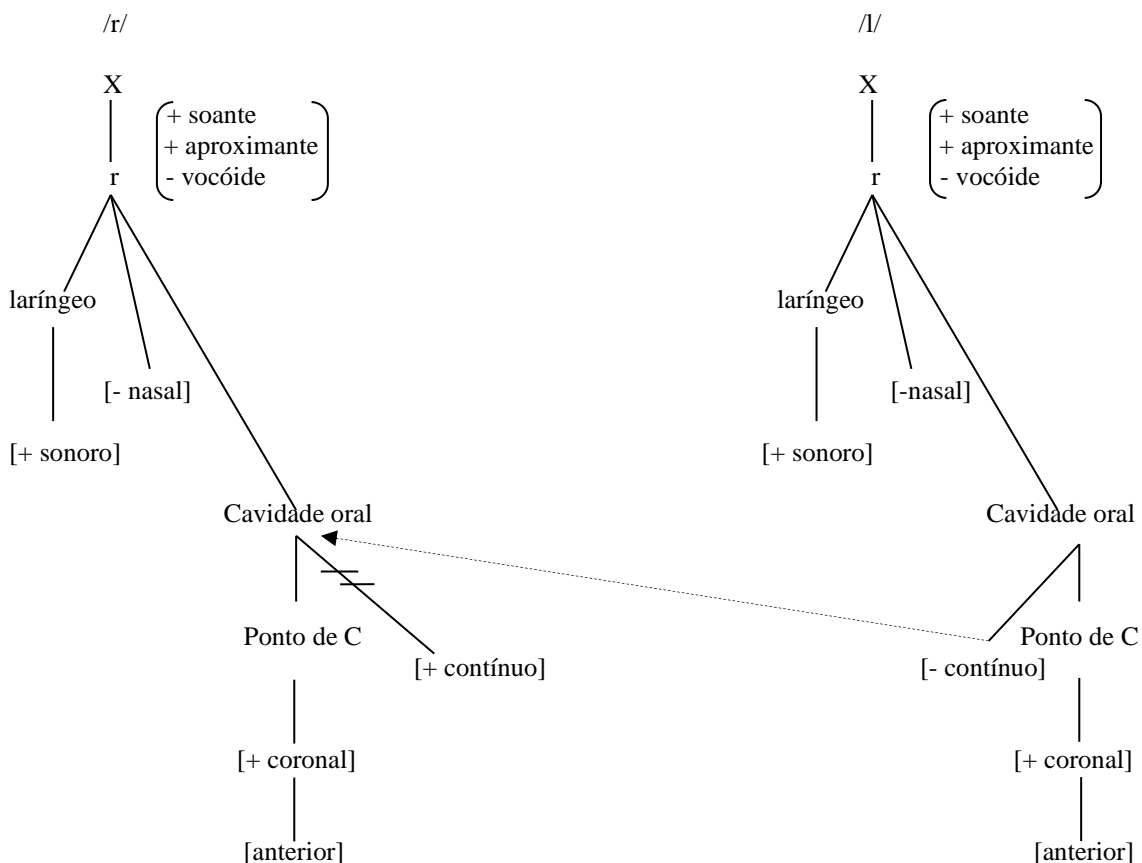 /r/ /l/
X X
+ soante + soante
+ aproximante + aproximante
- vocóide - vocóide
r r
laríngeo laríngeo
[- nasal] [-nasal]
[+ sonoro] [+ sonoro]
Cavidade oral Cavidade oral
Ponto de C Ponto de C
[+ contínuo] [- contínuo]
[+ coronal] [+ coronal]
[anterior] [anterior]